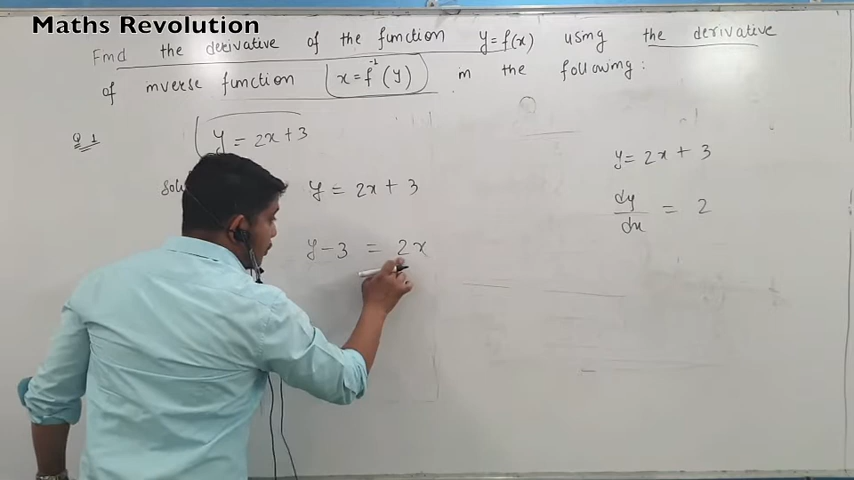 Maths Revolution
Find the derivative of the function y=f(x) using the derivative
of inverse function x=f⁻¹(y) in the following:
Q.1 y = 2x+3
Sol
y = 2x+3
y-3 = 2x
y= 2x + 3
dy/dx = 2